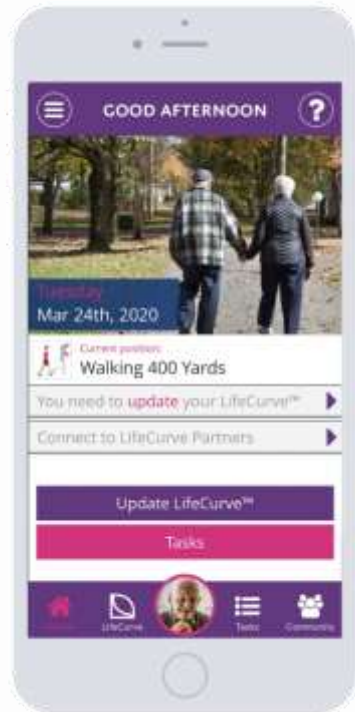 GOOD AFTERNOON
?
Tuesday
Mar 24th, 2020
Current position:
Walking 400 Yards
You need to update your LifeCurve™
Connect to LifeCurve Partners
Update LifeCurve™
Tasks
LifeCurve
Tasks
Community